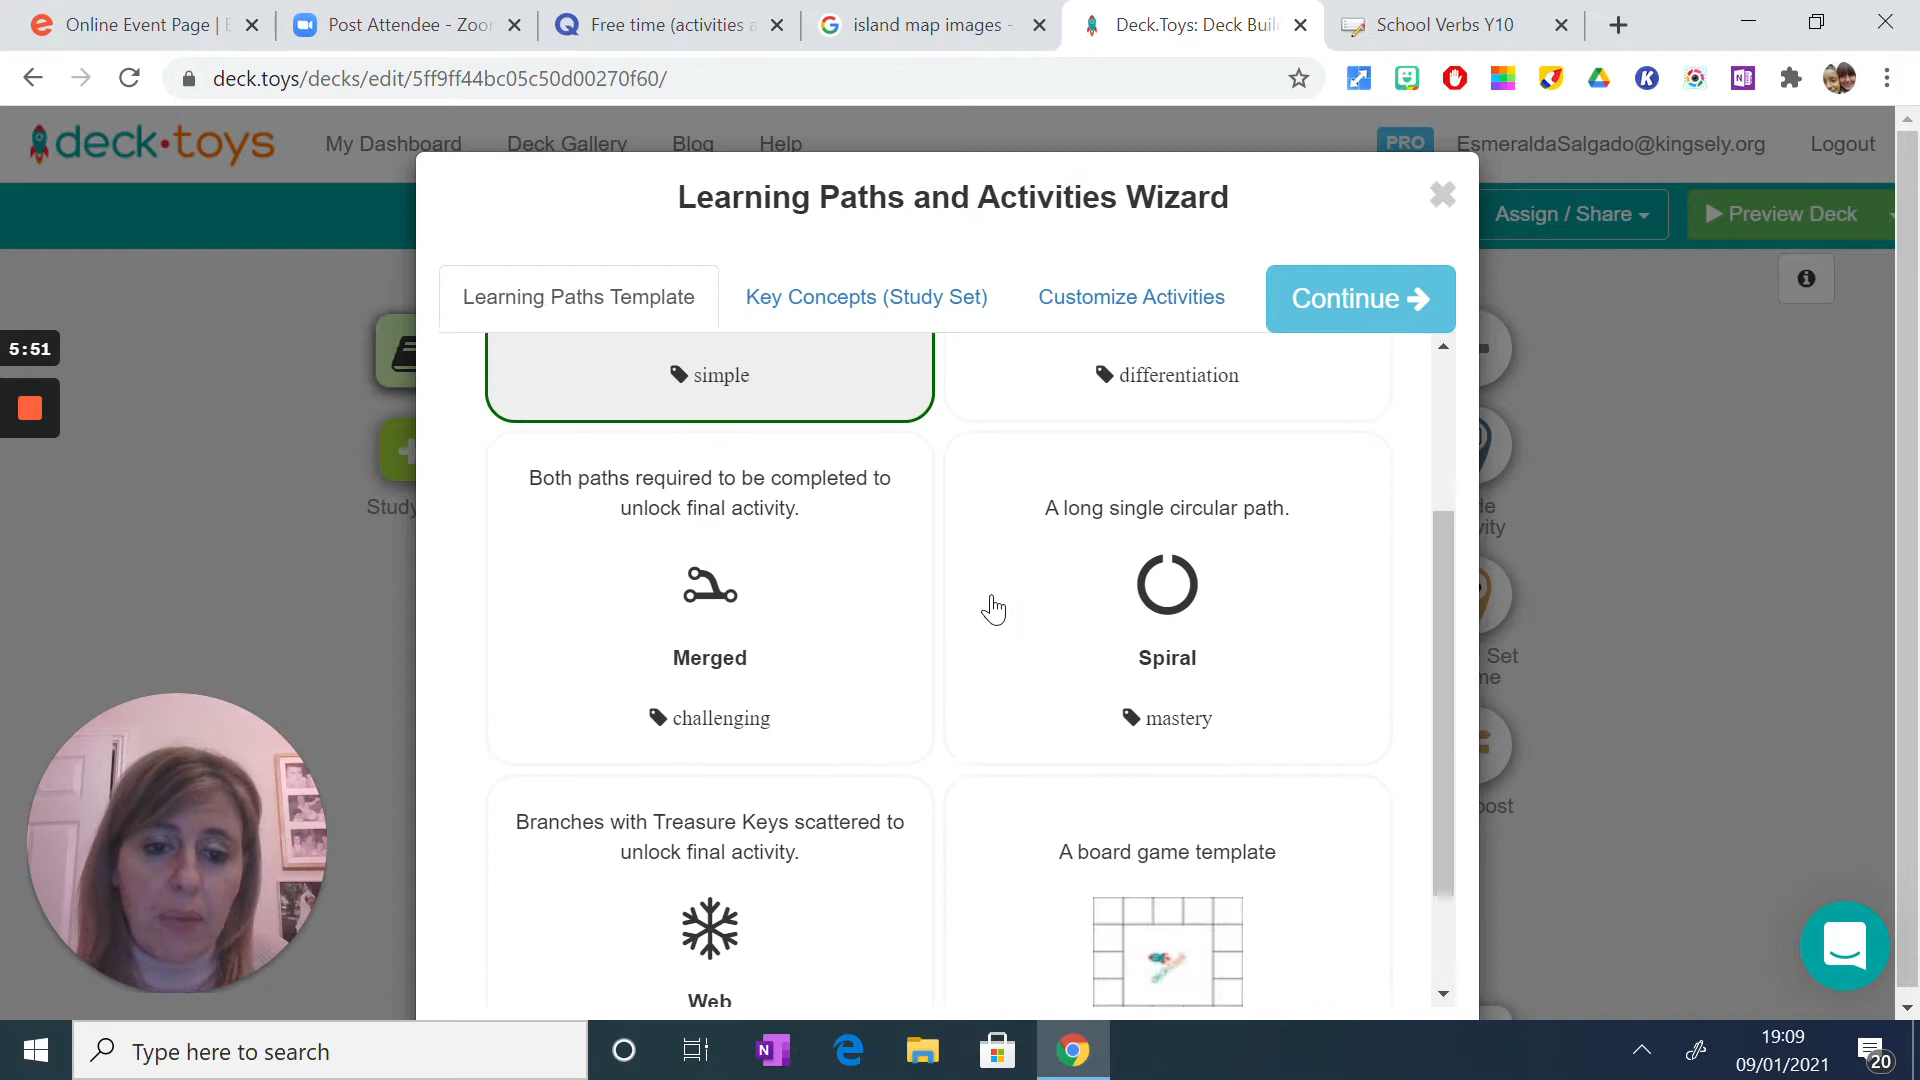 Online Event Page | E
Post Attendee - Zoom
Free time (activities a
island map images -
Deck.Toys: Deck Buil
School Verbs Y10
deck.toys/decks/edit/5ff9ff44bc05c50d00270f60/
deck•toys
My Dashboard
Deck Gallery
Blog
Help
PRO
EsmeraldaSalgado@kingsely.org
Logout
Assign / Share
Preview Deck
Learning Paths and Activities Wizard
Learning Paths Template
Key Concepts (Study Set)
Customize Activities
Continue
5:51
simple
differentiation
Both paths required to be completed to
unlock final activity.
Merged
challenging
A long single circular path.
Spiral
mastery
Branches with Treasure Keys scattered to
unlock final activity.
Web
A board game template
Study
Set
Type here to search
19:09
09/01/2021
20